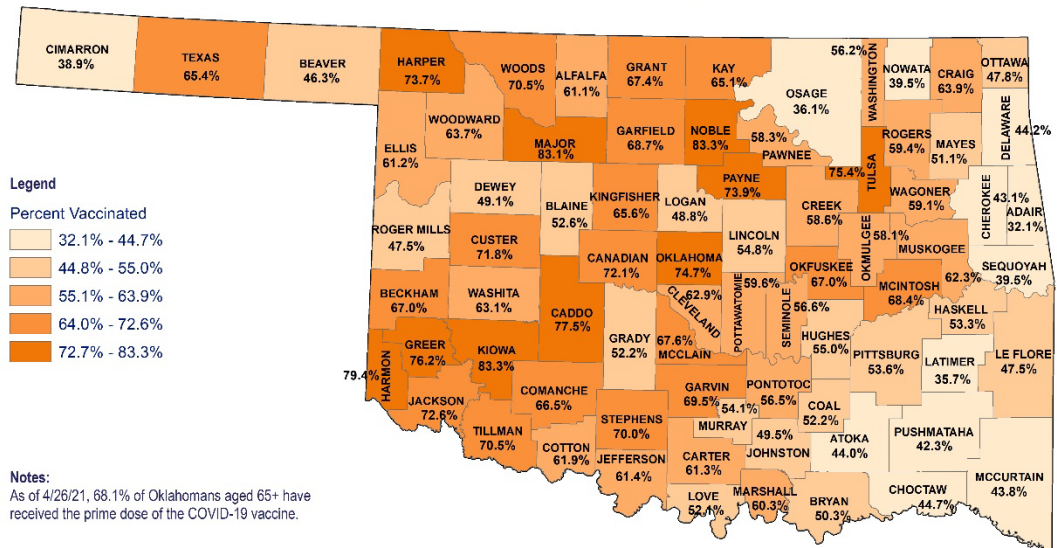 CIMARRON
38.9%
TEXAS
65.4%
BEAVER
46.3%
HARPER
73.7%
WOODS
70.5%
ALFALFA
61.1%
GRANT
67.4%
KAY
65.1%
OSAGE
36.1%
56.2%
WASHINGTON
NOWATA
39.5%
CRAIG
63.9%
OTTAWA
47.8%
DELAWARE
44.2%
ELLIS
61.2%
WOODWARD
63.7%
MAJOR
83.1%
GARFIELD
68.7%
NOBLE
83.3%
58.3%
PAWNEE
75.4%
TULSA
ROGERS
59.4%
MAYES
51.1%
DEWEY
49.1%
BLAINE
52.6%
KINGFISHER
65.6%
LOGAN
48.8%
PAYNE
73.9%
CREEK
58.6%
WAGONER
59.1%
CHEROKEE
43.1%
ADAIR
32.1%
ROGER MILLS
47.5%
CUSTER
71.8%
CANADIAN
72.1%
OKLAHOMA
74.7%
LINCOLN
54.8%
OKFUSKEE
67.0%
OKMULGEE
58.1%
MUSKOGEE
62.3%
SEQUOYAH
39.5%
BECKHAM
67.0%
WASHITA
63.1%
CADDO
77.5%
GRADY
52.2%
62.9%
CLEVELAND
POTTAWATOMIE
59.6%
SEMINOLE
56.6%
HUGHES
55.0%
MCINTOSH
68.4%
HASKELL
53.3%
79.4%
HARMON
GREER
76.2%
KIOWA
83.3%
67.6%
MCCLAIN
PITTSBURG
53.6%
LATIMER
35.7%
LE FLORE
47.5%
JACKSON
72.6%
COMANCHE
66.5%
GARVIN
69.5%
PONTOTOC
56.5%
COAL
52.2%
TILLMAN
70.5%
COTTON
61.9%
STEPHENS
70.0%
54.1%
MURRAY
49.5%
JOHNSTON
ATOKA
44.0%
PUSHMATAHA
42.3%
JEFFERSON
61.4%
CARTER
61.3%
LOVE
52.1%
MARSHALL
60.3%
BRYAN
50.3%
CHOCTAW
44.7%
MCCURTAIN
43.8%
Legend
Percent Vaccinated
32.1% - 44.7%
44.8% - 55.0%
55.1% - 63.9%
64.0% - 72.6%
72.7% - 83.3%
Notes:
As of 4/26/21, 68.1% of Oklahomans aged 65+ have
received the prime dose of the COVID-19 vaccine.